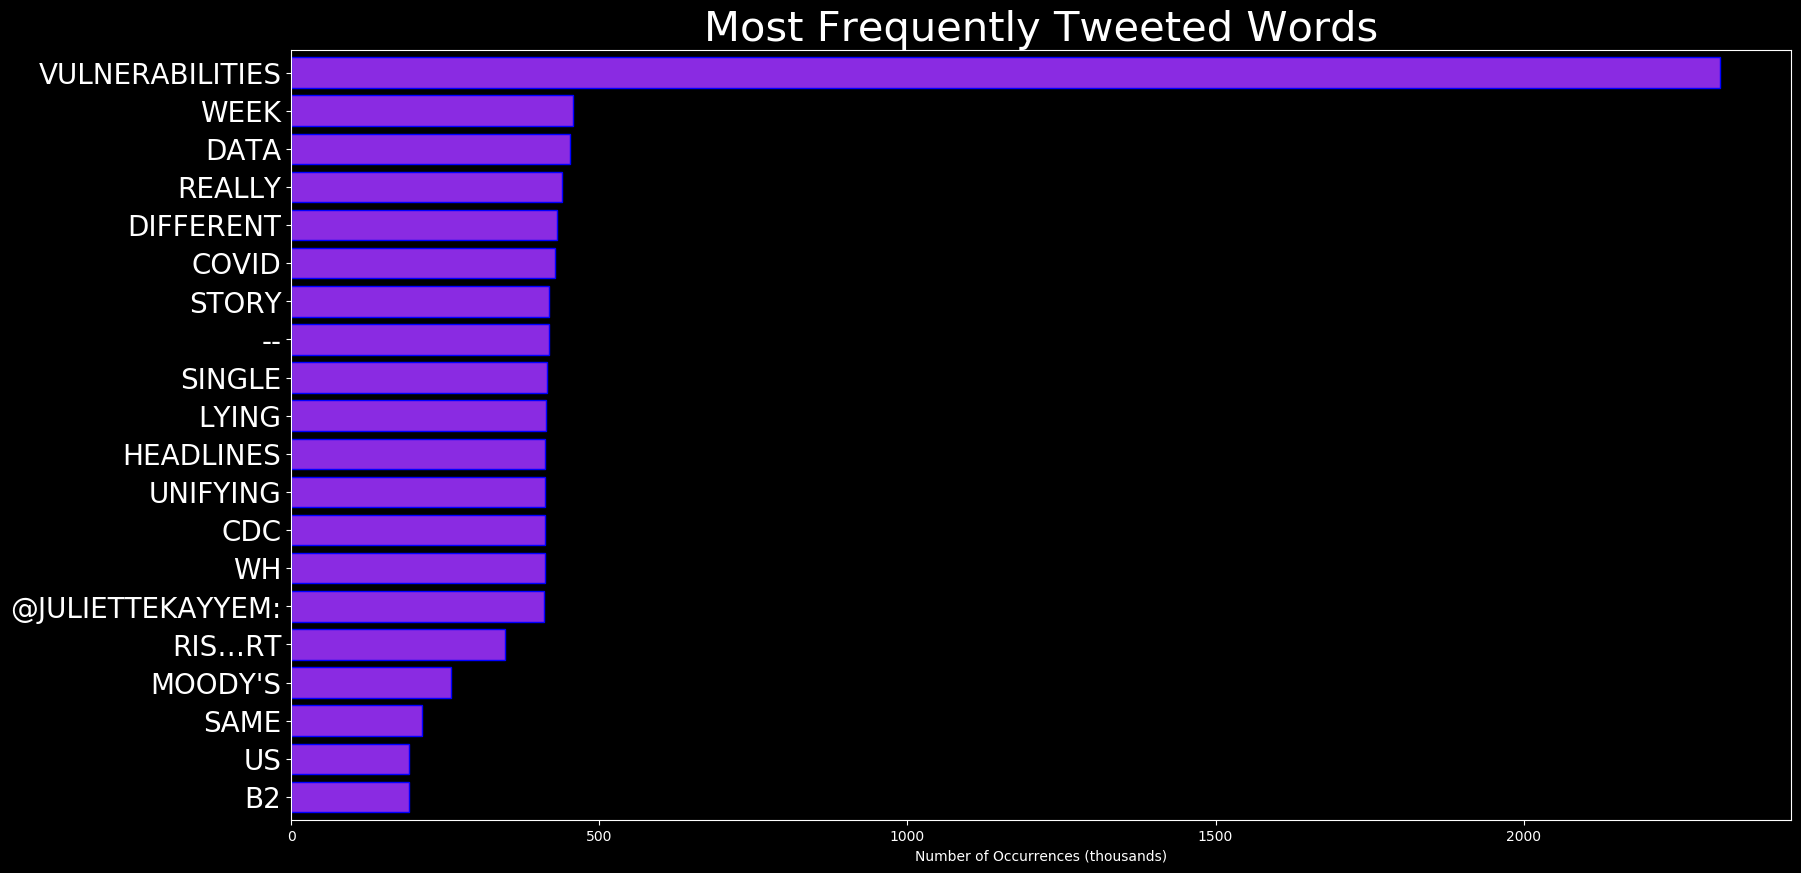 Most Frequently Tweeted Words
VULNERABILITIES
WEEK
DATA
REALLY
DIFFERENT
COVID
STORY
--
SINGLE
LYING
HEADLINES
UNIFYING
CDC
WH
@JULIETTEKAYYEM:
RIS…RT
MOODY'S
SAME
US
B2
0 500 1000 1500 2000
Number of Occurrences (thousands)